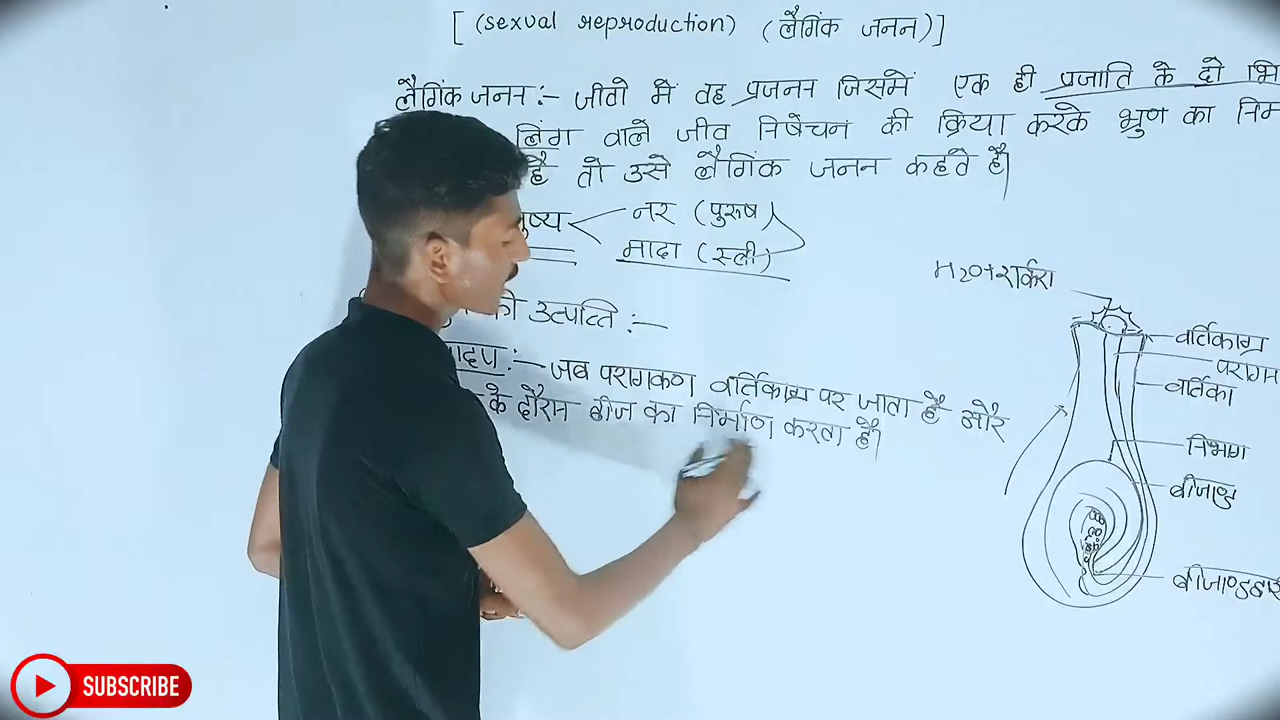 [ (sexual reproduction) (लैगिंक जनन)]
लैगिंक जनन :- जीवो में वह प्रजनन जिसमें एक ही प्रजाति के दो
लिंग वाले जीव निषेचन की क्रिया करके भ्रुण का
है तो उसे लैगिंक जनन कहते है।
नर (पुरुष)
मादा (स्त्री)
H2O+शर्करा
की उत्पत्ति :-
वर्तिकाग्र
:- जब परागकण वर्तिकाग्र पर जाता है और
वर्तिका
के दौरान बीज का निर्माण करता है।
निभाग
बीजाण्ड
SUBSCRIBE